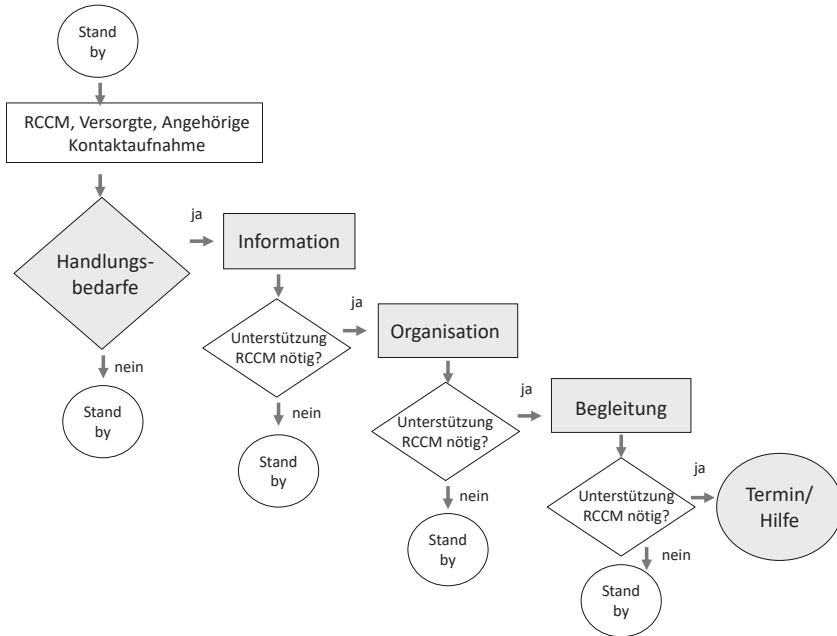 Stand
by
RCCM, Versorgte, Angehörige
Kontaktaufnahme
ja
Information
Handlungs-
bedarfe
nein
Stand
by
Unterstützung
RCCM nötig?
ja
Organisation
nein
Stand
by
Unterstützung
RCCM nötig?
ja
Begleitung
nein
Stand
by
Unterstützung
RCCM nötig?
ja
Termin/
Hilfe
nein
Stand
by